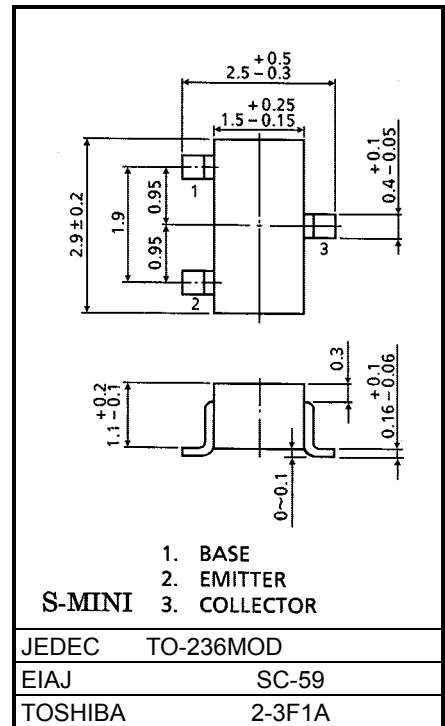 +0.5
2.5 – 0.3
+0.25
1.5 – 0.15
+0.1
0.4 – 0.05
2.9 ± 0.2
1.9
0.95
0.95
1
2
3
+0.2
1.1 – 0.1
0.3
+0.1
0.16 – 0.06
0~0.1
1. BASE
2. EMITTER
S-MINI 3. COLLECTOR
JEDEC TO-236MOD
EIAJ SC-59
TOSHIBA 2-3F1A